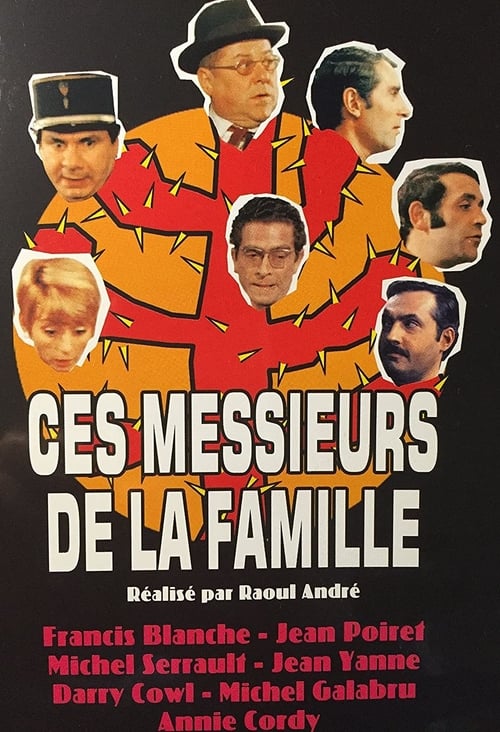 CES MESSIEURS
DE LA FAMILLE
Réalisé par Raoul André
Francis Blanche - Jean Poiret
Michel Serrault - Jean Yanne
Darry Cowl - Michel Galabru
Annie Cordy